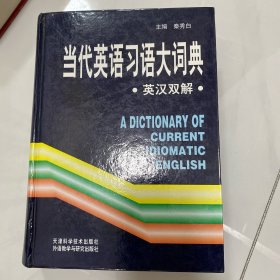 主编 秦秀白
当代英语习语大词典
·英汉双解·
A DICTIONARY OF
CURRENT
IDIOMATIC
ENGLISH
天津科学技术出版社
外语教学与研究出版社